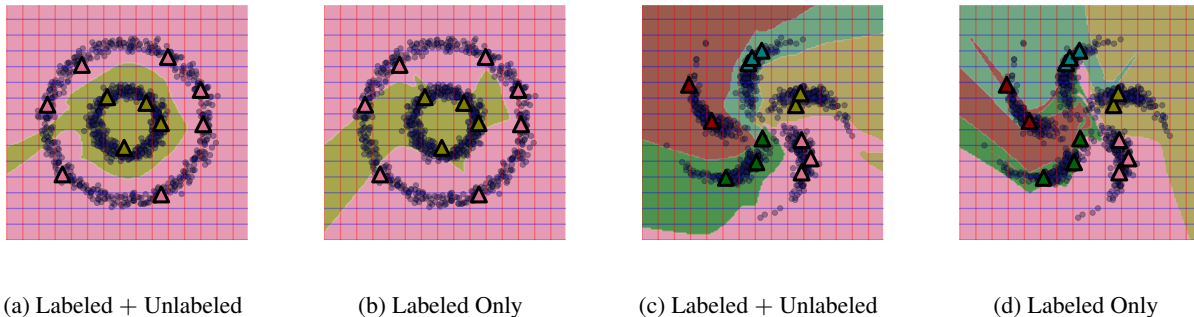 (a) Labeled + Unlabeled
(b) Labeled Only
(c) Labeled + Unlabeled
(d) Labeled Only